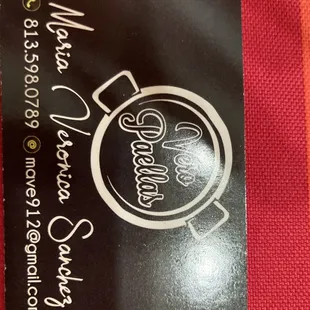 Vero
Paellas
Maria Veronica Sanchez
813.598.0789 @ mave912@gmail.com